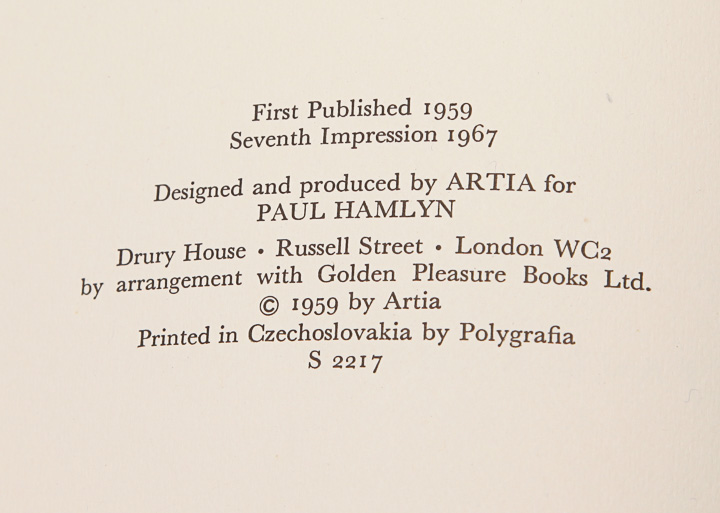 First Published 1959
Seventh Impression 1967
Designed and produced by ARTIA for
PAUL HAMLYN
Drury House · Russell Street · London WC2
by arrangement with Golden Pleasure Books Ltd.
© 1959 by Artia
Printed in Czechoslovakia by Polygrafia
S 2217